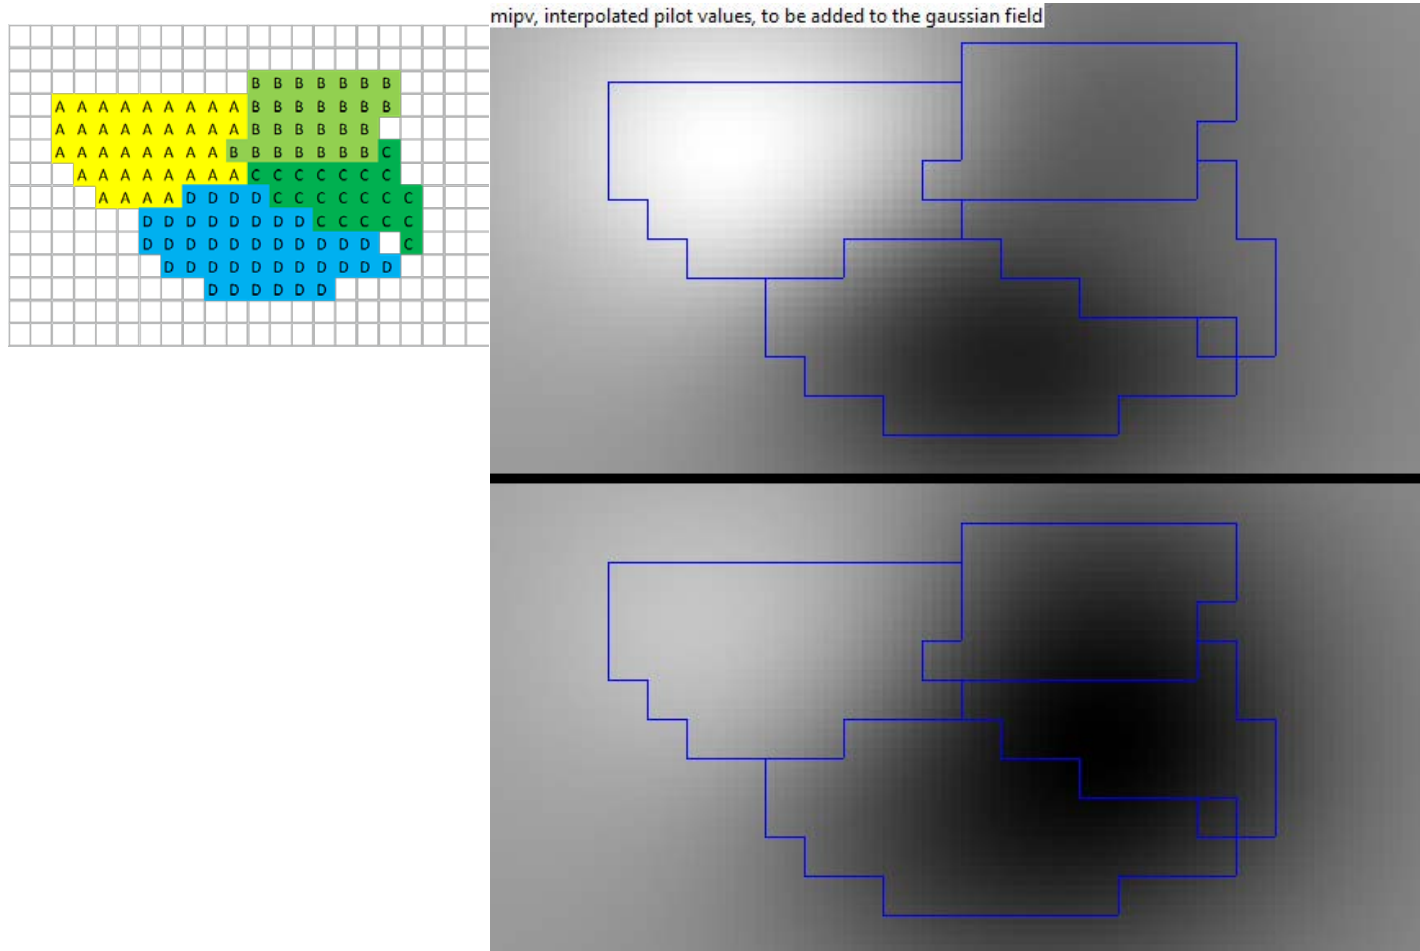 mipv, interpolated pilot values, to be added to the gaussian field
B B B B B B B
A A A A A A A A A B B B B B B B
A A A A A A A A A B B B B B B
A A A A A A A A B B B B B B B C
A A A A A A A A C C C C C C C
A A A A D D D D C C C C C C C
D D D D D D D D C C C C C
D D D D D D D D D D D C
D D D D D D D D D D D
D D D D D D